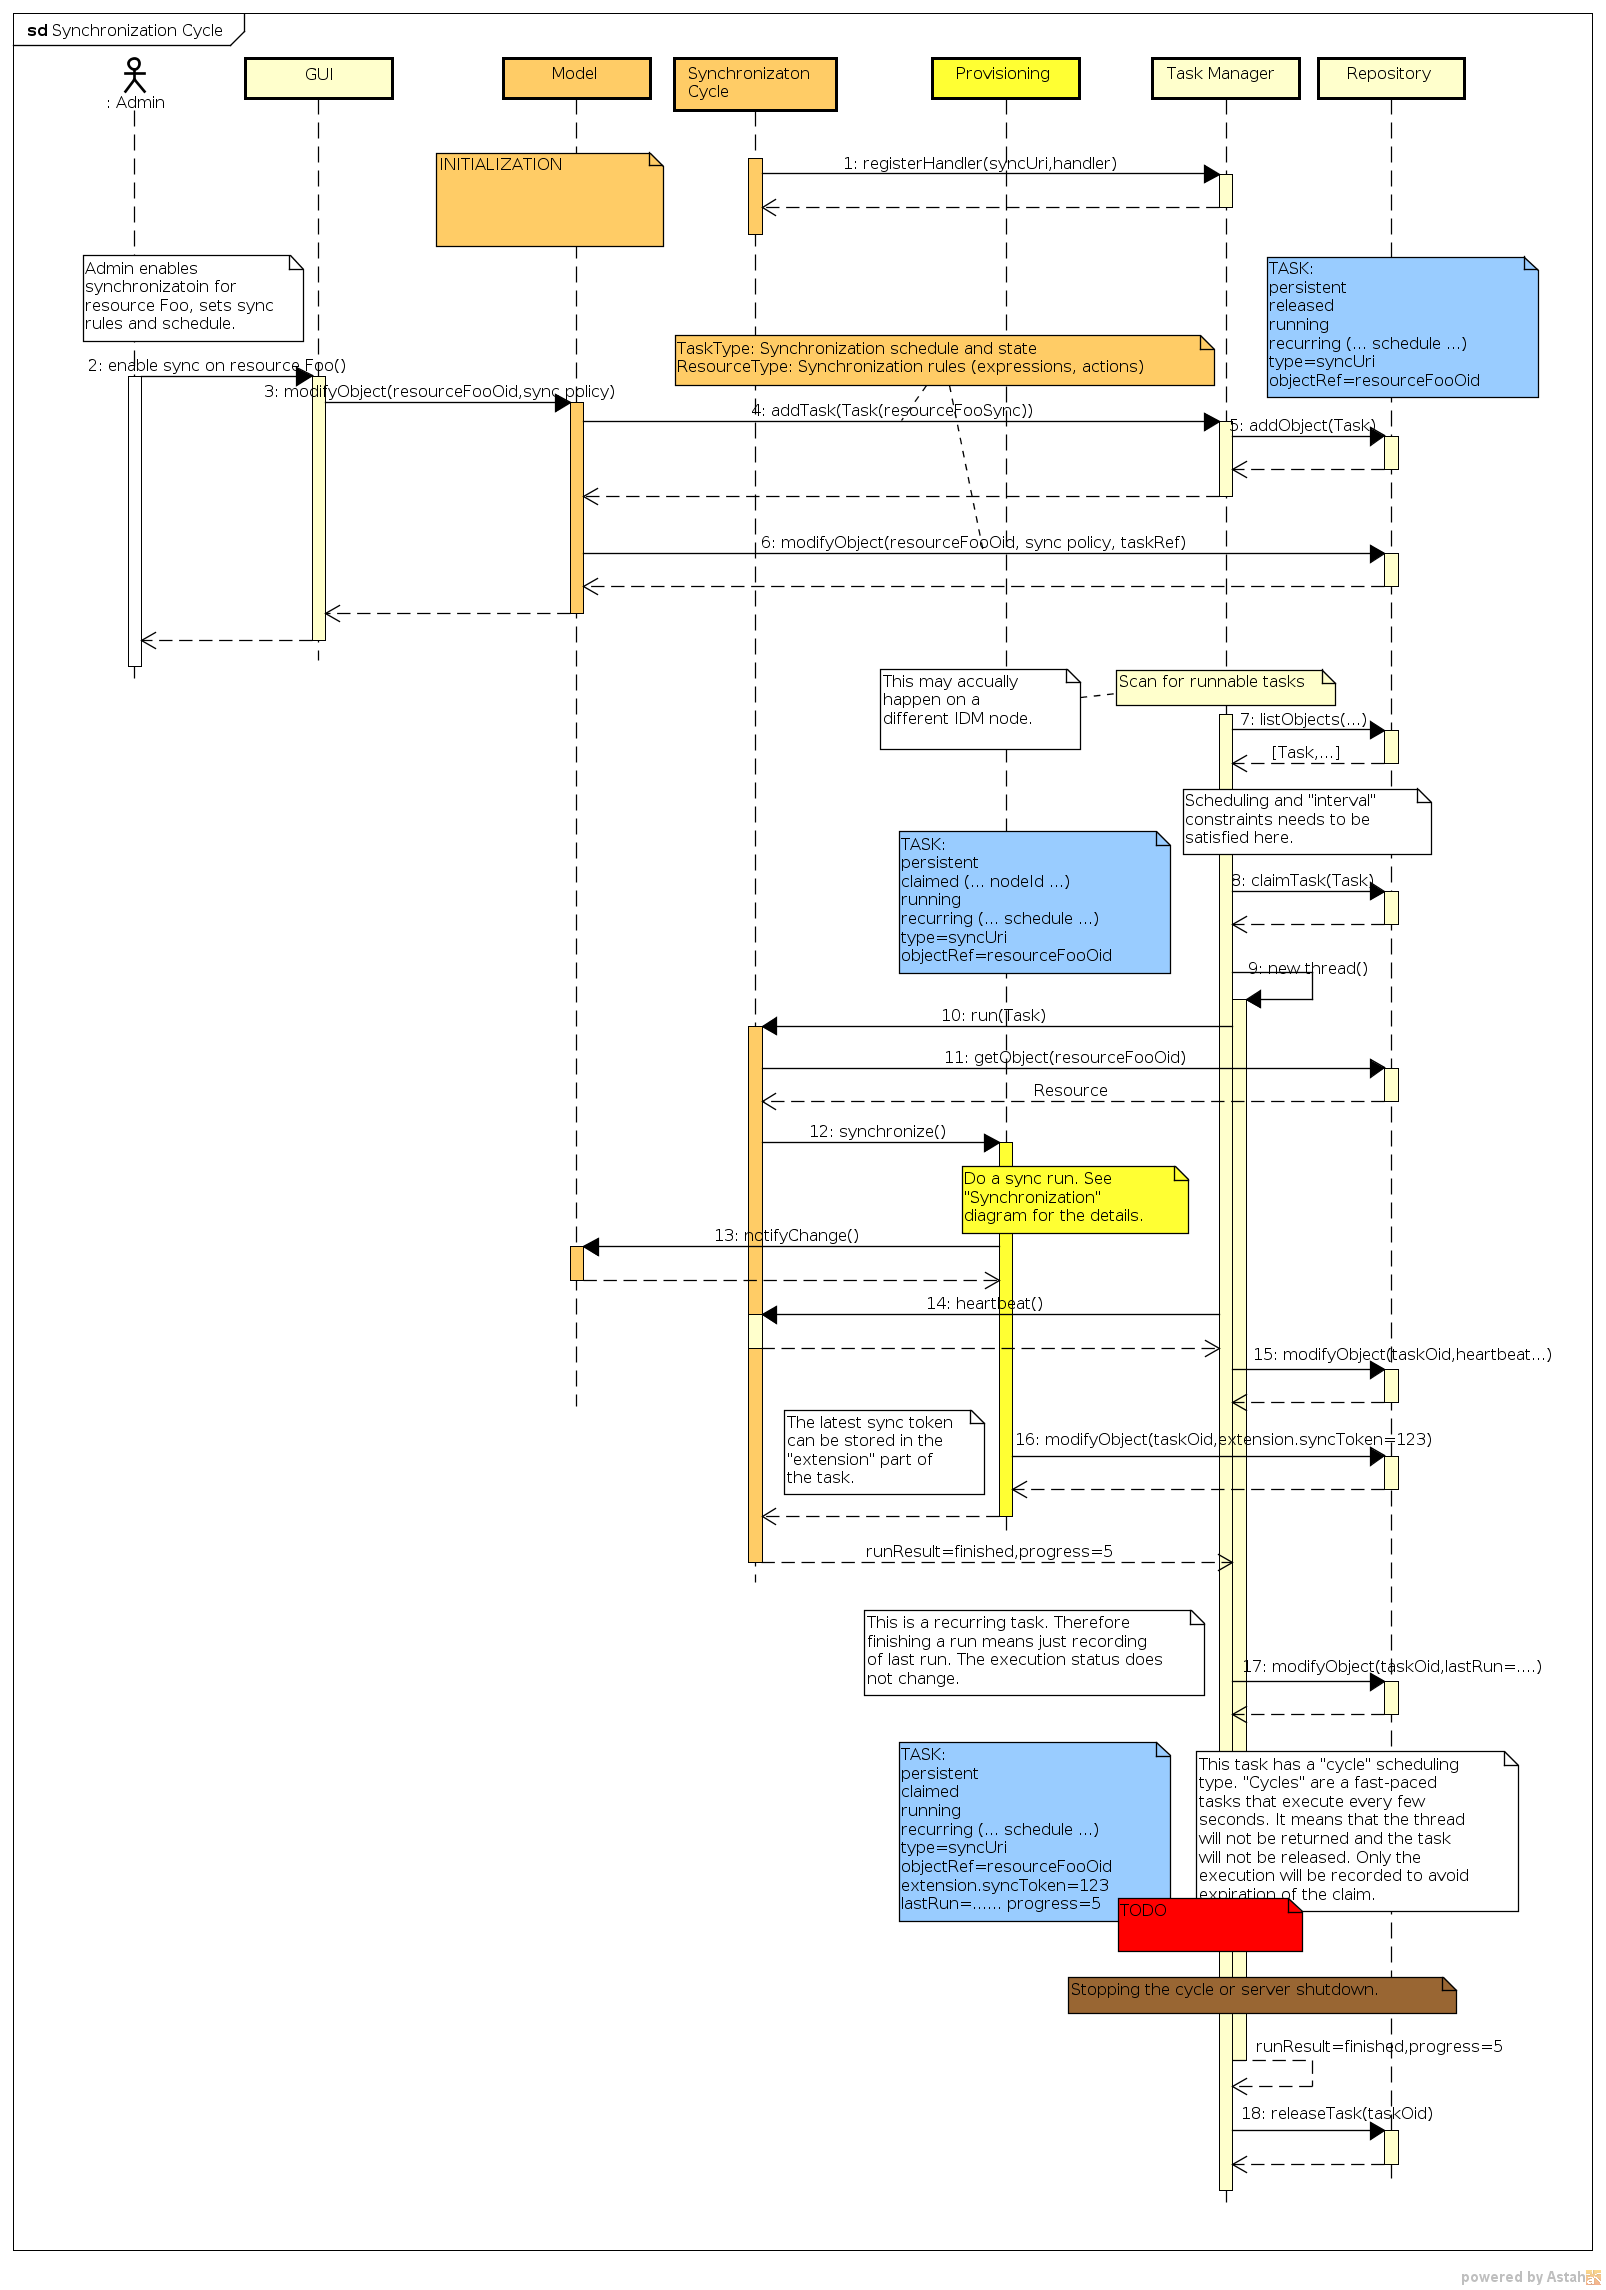 sd Synchronization Cycle
: Admin
GUI
Model
Synchronizaton
Cycle
Provisioning
Task Manager
Repository
INITIALIZATION
1: registerHandler(syncUri,handler)
Admin enables
synchronizatoin for
resource Foo, sets sync
rules and schedule.
TASK:
persistent
released
running
recurring (... schedule ...)
type=syncUri
objectRef=resourceFooOid
TaskType: Synchronization schedule and state
ResourceType: Synchronization rules (expressions, actions)
2: enable sync on resource Foo()
3: modifyObject(resourceFooOid,sync policy)
4: addTask(Task(resourceFooSync))
5: addObject(Task)
6: modifyObject(resourceFooOid, sync policy, taskRef)
This may accually
happen on a
different IDM node.
Scan for runnable tasks
7: listObjects(...)
[Task,...]
Scheduling and "interval"
constraints needs to be
satisfied here.
TASK:
persistent
claimed (... nodeId ...)
running
recurring (... schedule ...)
type=syncUri
objectRef=resourceFooOid
8: claimTask(Task)
9: new thread()
10: run(Task)
11: getObject(resourceFooOid)
Resource
12: synchronize()
Do a sync run. See
"Synchronization"
diagram for the details.
13: notifyChange()
14: heartbeat()
15: modifyObject(taskOid,heartbeat...)
The latest sync token
can be stored in the
"extension" part of
the task.
16: modifyObject(taskOid,extension.syncToken=123)
runResult=finished,progress=5
This is a recurring task. Therefore
finishing a run means just recording
of last run. The execution status does
not change.
17: modifyObject(taskOid,lastRun=....)
TASK:
persistent
claimed
running
recurring (... schedule ...)
type=syncUri
objectRef=resourceFooOid
extension.syncToken=123
lastRun=...... progress=5
This task has a "cycle" scheduling
type. "Cycles" are a fast-paced
tasks that execute every few
seconds. It means that the thread
will not be returned and the task
will not be released. Only the
execution will be recorded to avoid
expiration of the claim.
TODO
Stopping the cycle or server shutdown.
runResult=finished,progress=5
18: releaseTask(taskOid)
powered by Astah